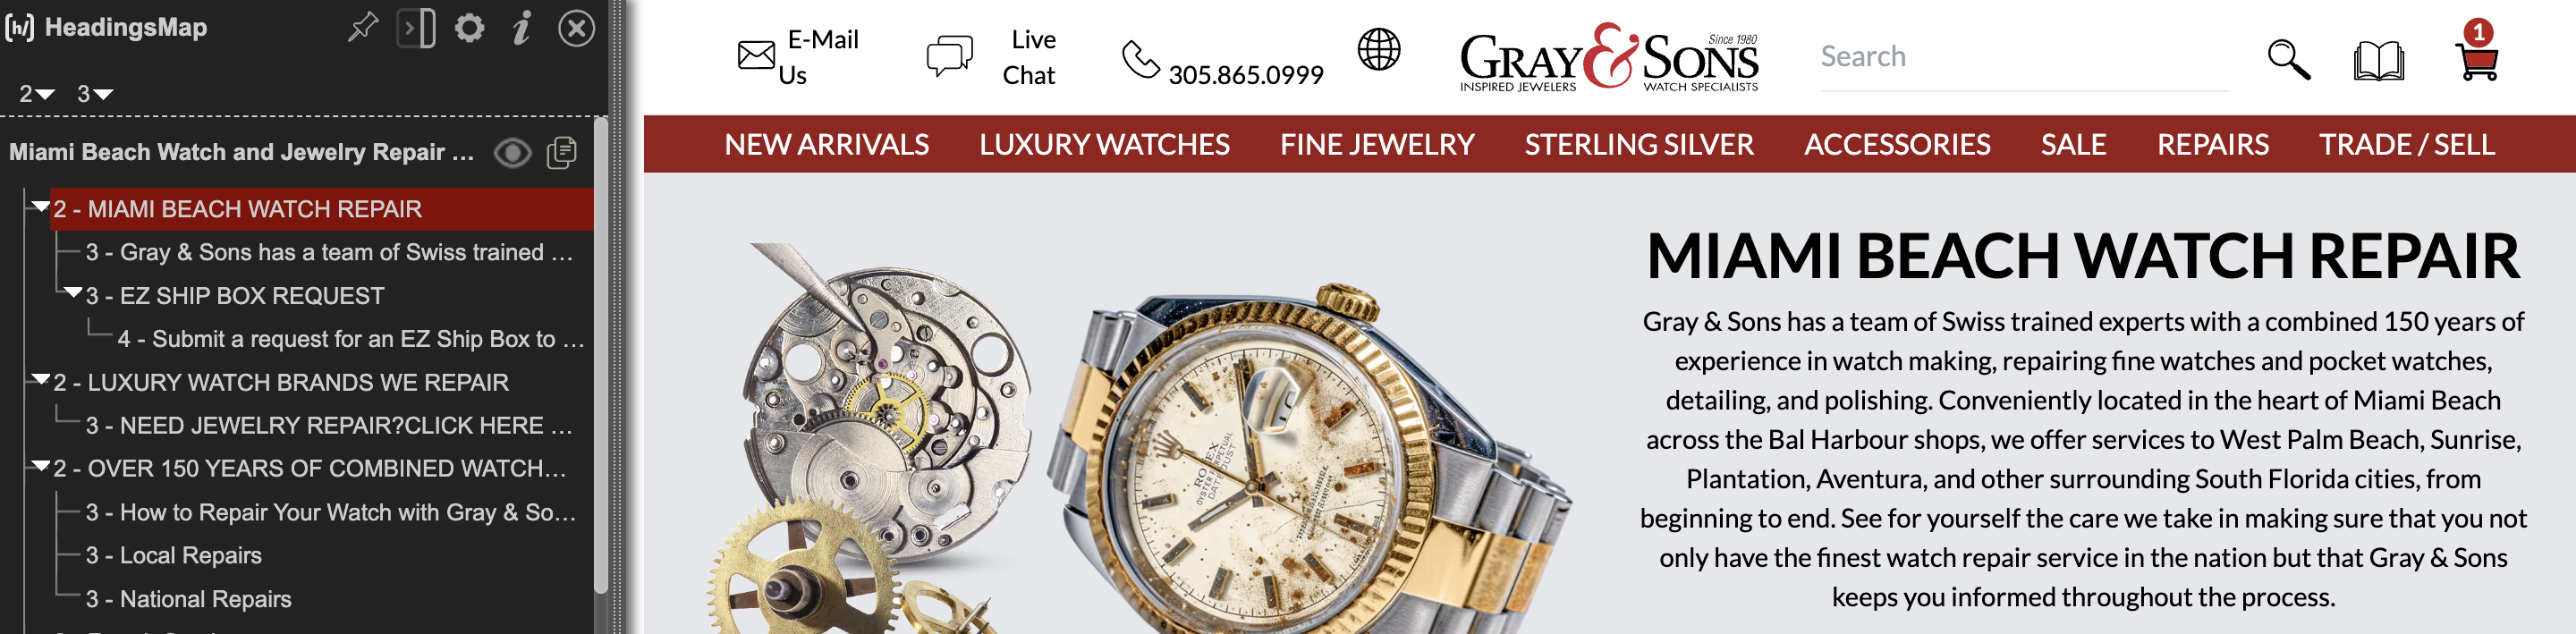 [h/] HeadingsMap
2 3
Miami Beach Watch and Jewelry Repair ...
2 - MIAMI BEACH WATCH REPAIR
3 - Gray & Sons has a team of Swiss trained ...
3 - EZ SHIP BOX REQUEST
4 - Submit a request for an EZ Ship Box to ...
2 - LUXURY WATCH BRANDS WE REPAIR
3 - NEED JEWELRY REPAIR?CLICK HERE ...
2 - OVER 150 YEARS OF COMBINED WATCH...
3 - How to Repair Your Watch with Gray & So...
3 - Local Repairs
3 - National Repairs
E-Mail
Us
Live
Chat
305.865.0999
Since 1980
GRAY & SONS
INSPIRED JEWELERS WATCH SPECIALISTS
Search
1
NEW ARRIVALS LUXURY WATCHES FINE JEWELRY STERLING SILVER ACCESSORIES SALE REPAIRS TRADE / SELL
ROLEX
OYSTER PERPETUAL
DATEJUST
MIAMI BEACH WATCH REPAIR
Gray & Sons has a team of Swiss trained experts with a combined 150 years of
experience in watch making, repairing fine watches and pocket watches,
detailing, and polishing. Conveniently located in the heart of Miami Beach
across the Bal Harbour shops, we offer services to West Palm Beach, Sunrise,
Plantation, Aventura, and other surrounding South Florida cities, from
beginning to end. See for yourself the care we take in making sure that you not
only have the finest watch repair service in the nation but that Gray & Sons
keeps you informed throughout the process.